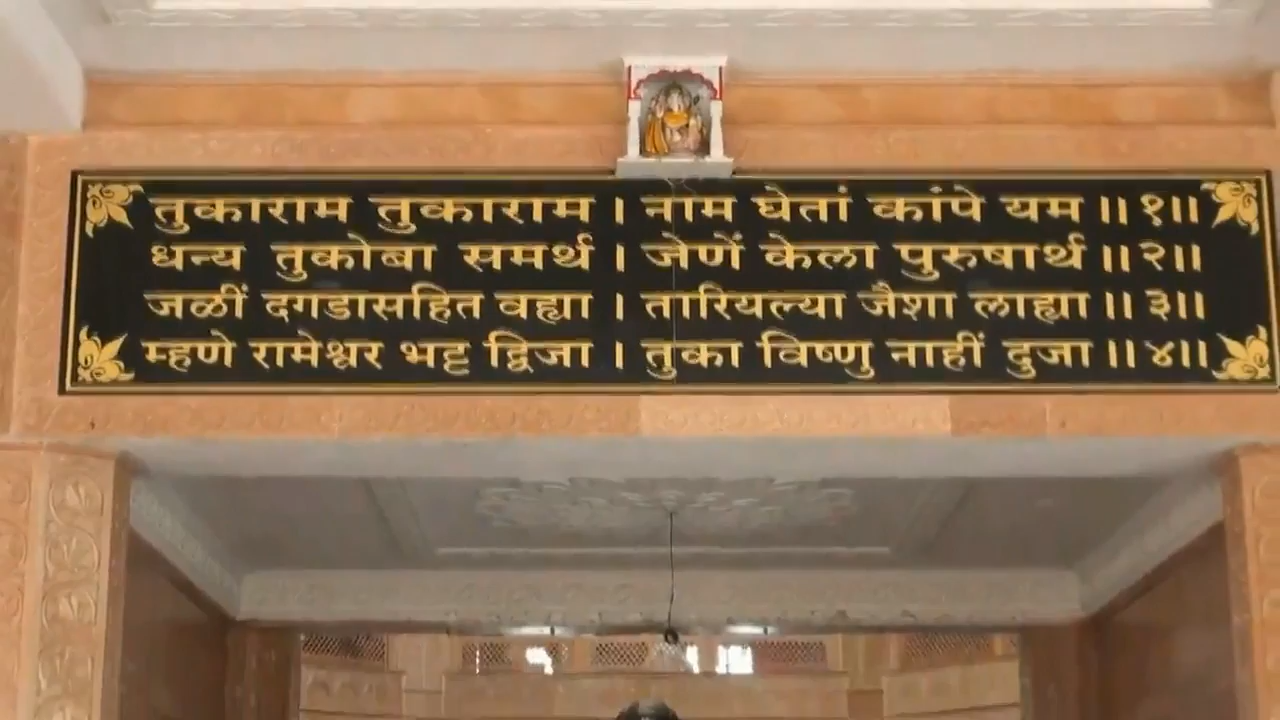 तुकाराम तुकाराम । नाम घेतां कांपे यम ॥१॥
धन्य तुकोबा समर्थ । जेणें केला पुरुषार्थ ॥२॥
जळीं दगडासहित वह्या । तारियल्या जैशा लाह्या ॥३॥
म्हणे रामेश्वर भट्ट द्विजा । तुका विष्णु नाहीं दुजा ॥४॥